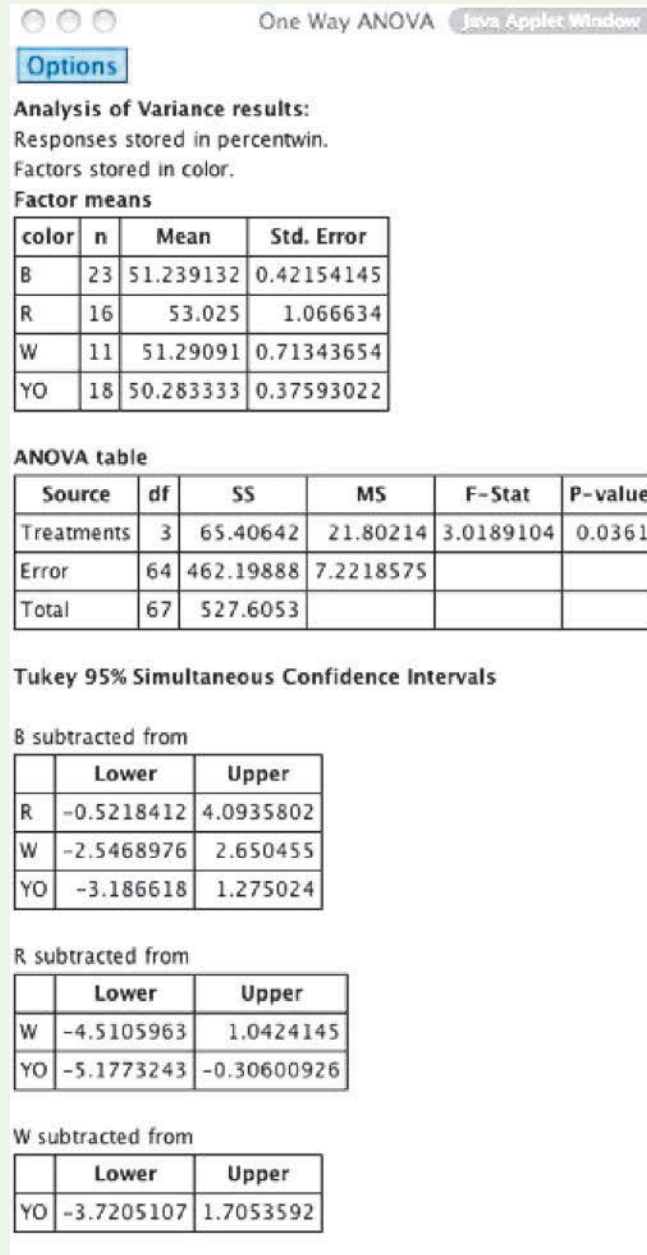 One Way ANOVA Java Applet Window
Options
Analysis of Variance results:
Responses stored in percentwin.
Factors stored in color.
Factor means
color n Mean Std. Error
B 23 51.239132 0.42154145
R 16 53.025 1.066634
W 11 51.29091 0.71343654
YO 18 50.283333 0.37593022
ANOVA table
Source df SS MS F-Stat P-value
Treatments 3 65.40642 21.80214 3.0189104 0.0361
Error 64 462.19888 7.2218575
Total 67 527.6053
Tukey 95% Simultaneous Confidence Intervals
B subtracted from
Lower Upper
R -0.5218412 4.0935802
W -2.5468976 2.650455
YO -3.186618 1.275024
R subtracted from
Lower Upper
W -4.5105963 1.0424145
YO -5.1773243 -0.30600926
W subtracted from
Lower Upper
YO -3.7205107 1.7053592